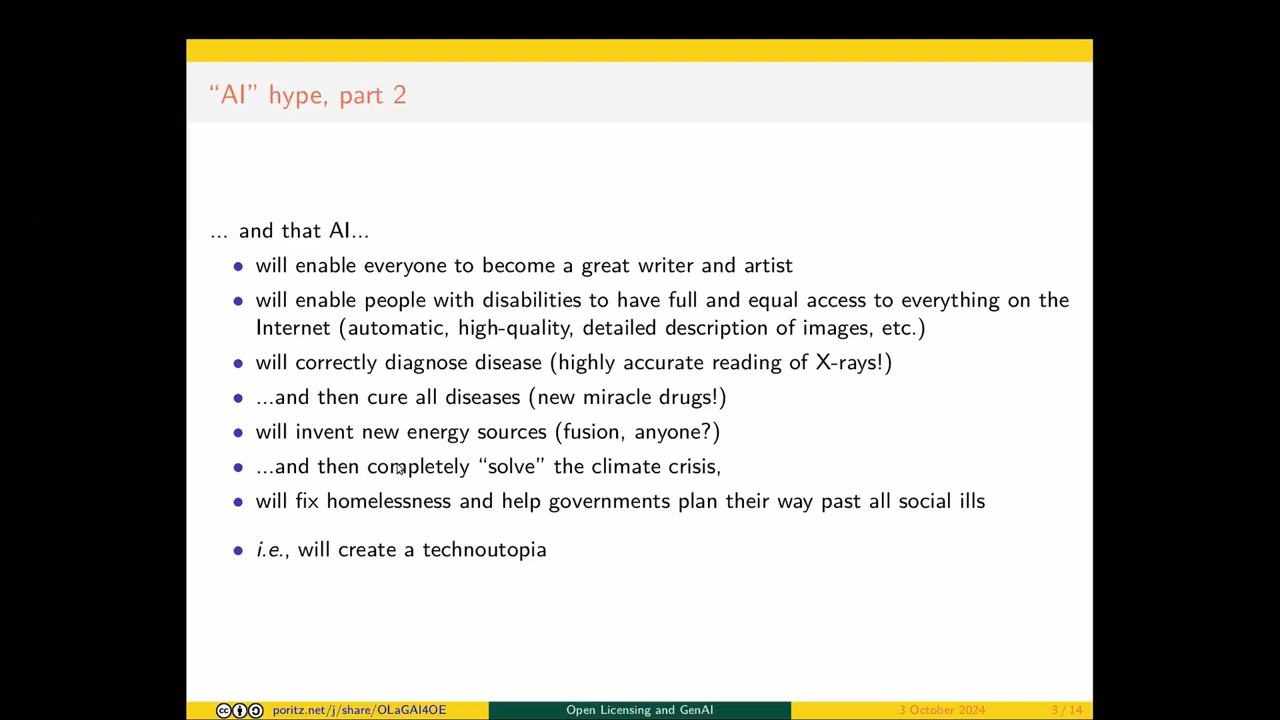 “AI” hype, part 2
... and that AI...
• will enable everyone to become a great writer and artist
• will enable people with disabilities to have full and equal access to everything on the
Internet (automatic, high-quality, detailed description of images, etc.)
• will correctly diagnose disease (highly accurate reading of X-rays!)
• ...and then cure all diseases (new miracle drugs!)
• will invent new energy sources (fusion, anyone?)
• ...and then completely “solve” the climate crisis,
• will fix homelessness and help governments plan their way past all social ills
• i.e., will create a technoutopia
cc poritz.net/j/share/OLaGAI4OE Open Licensing and GenAI 3 October 2024 3 / 14